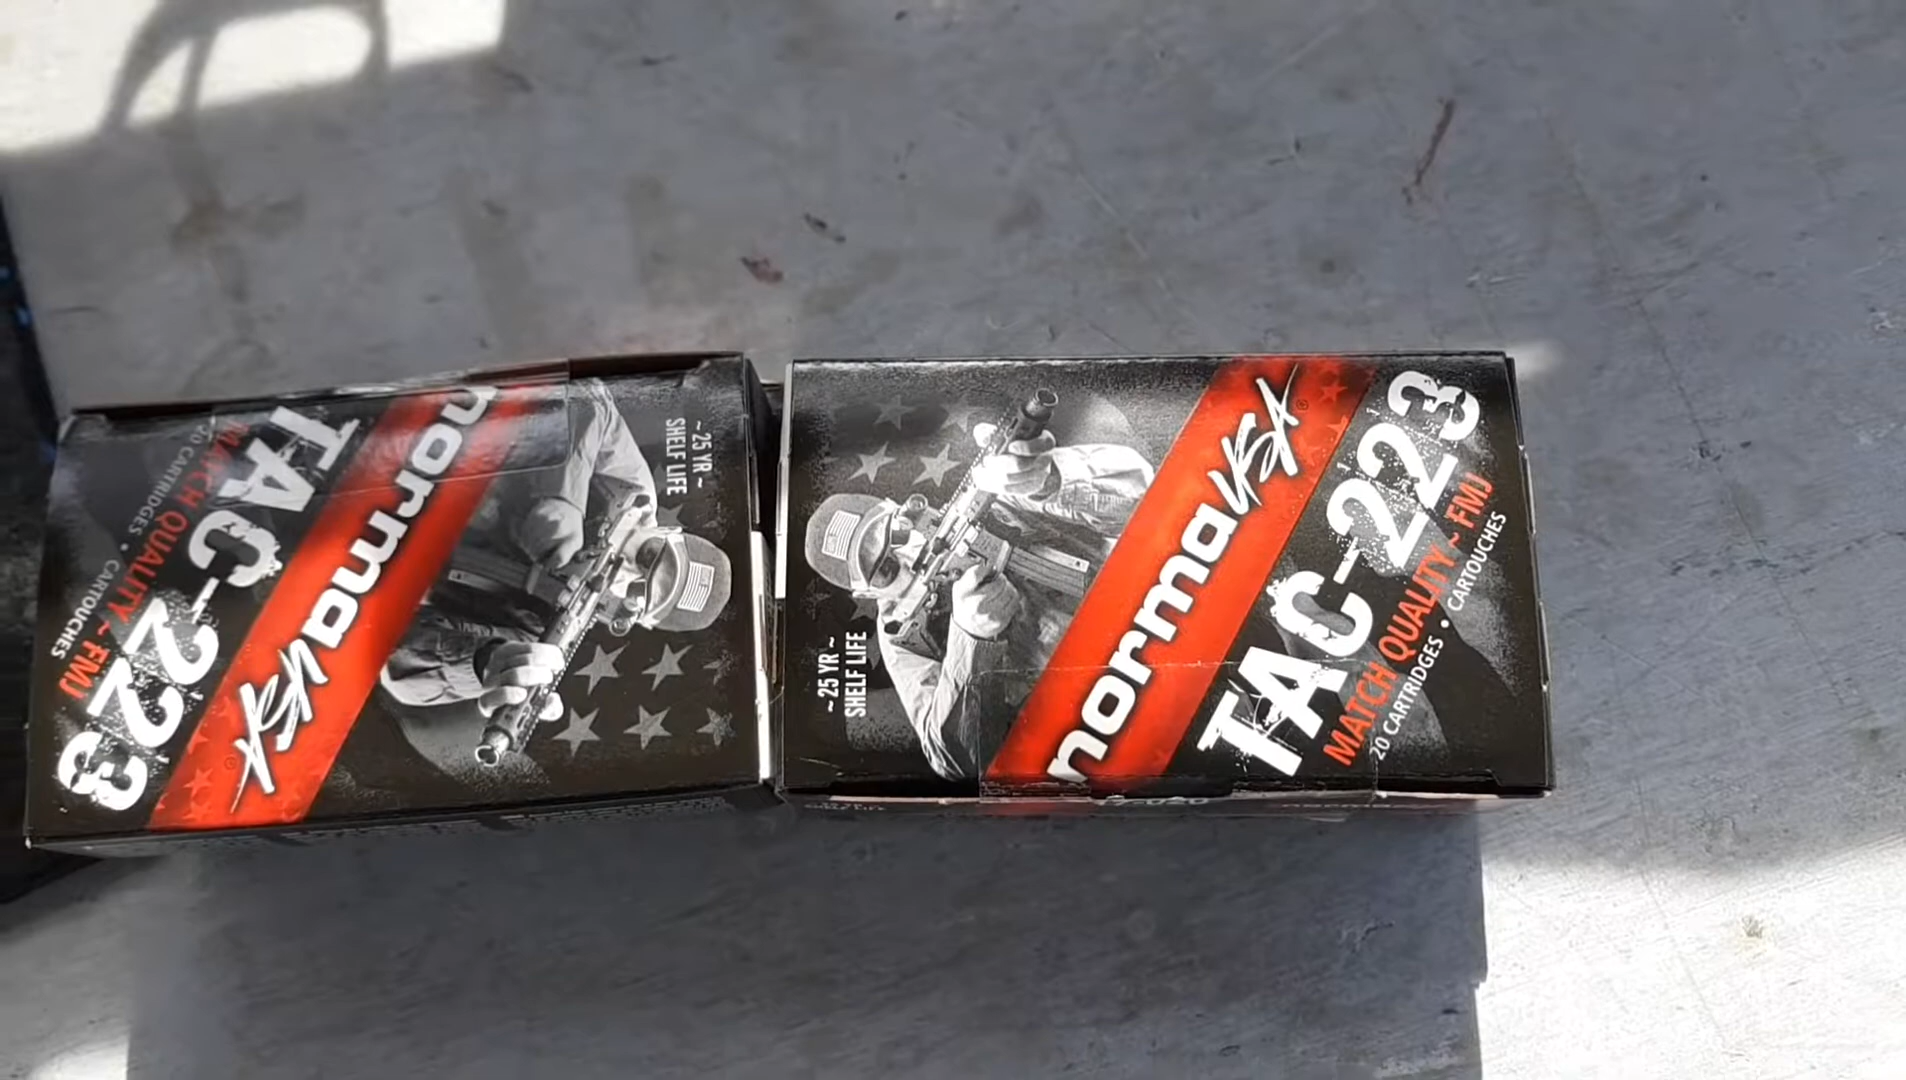 norma USA
TAC-223
MATCH QUALITY ~ FMJ
20 CARTRIDGES • CARTOUCHES
~ 25 YR ~
SHELF LIFE
norma USA
TAC-223
MATCH QUALITY ~ FMJ
20 CARTRIDGES • CARTOUCHES
~ 25 YR ~
SHELF LIFE